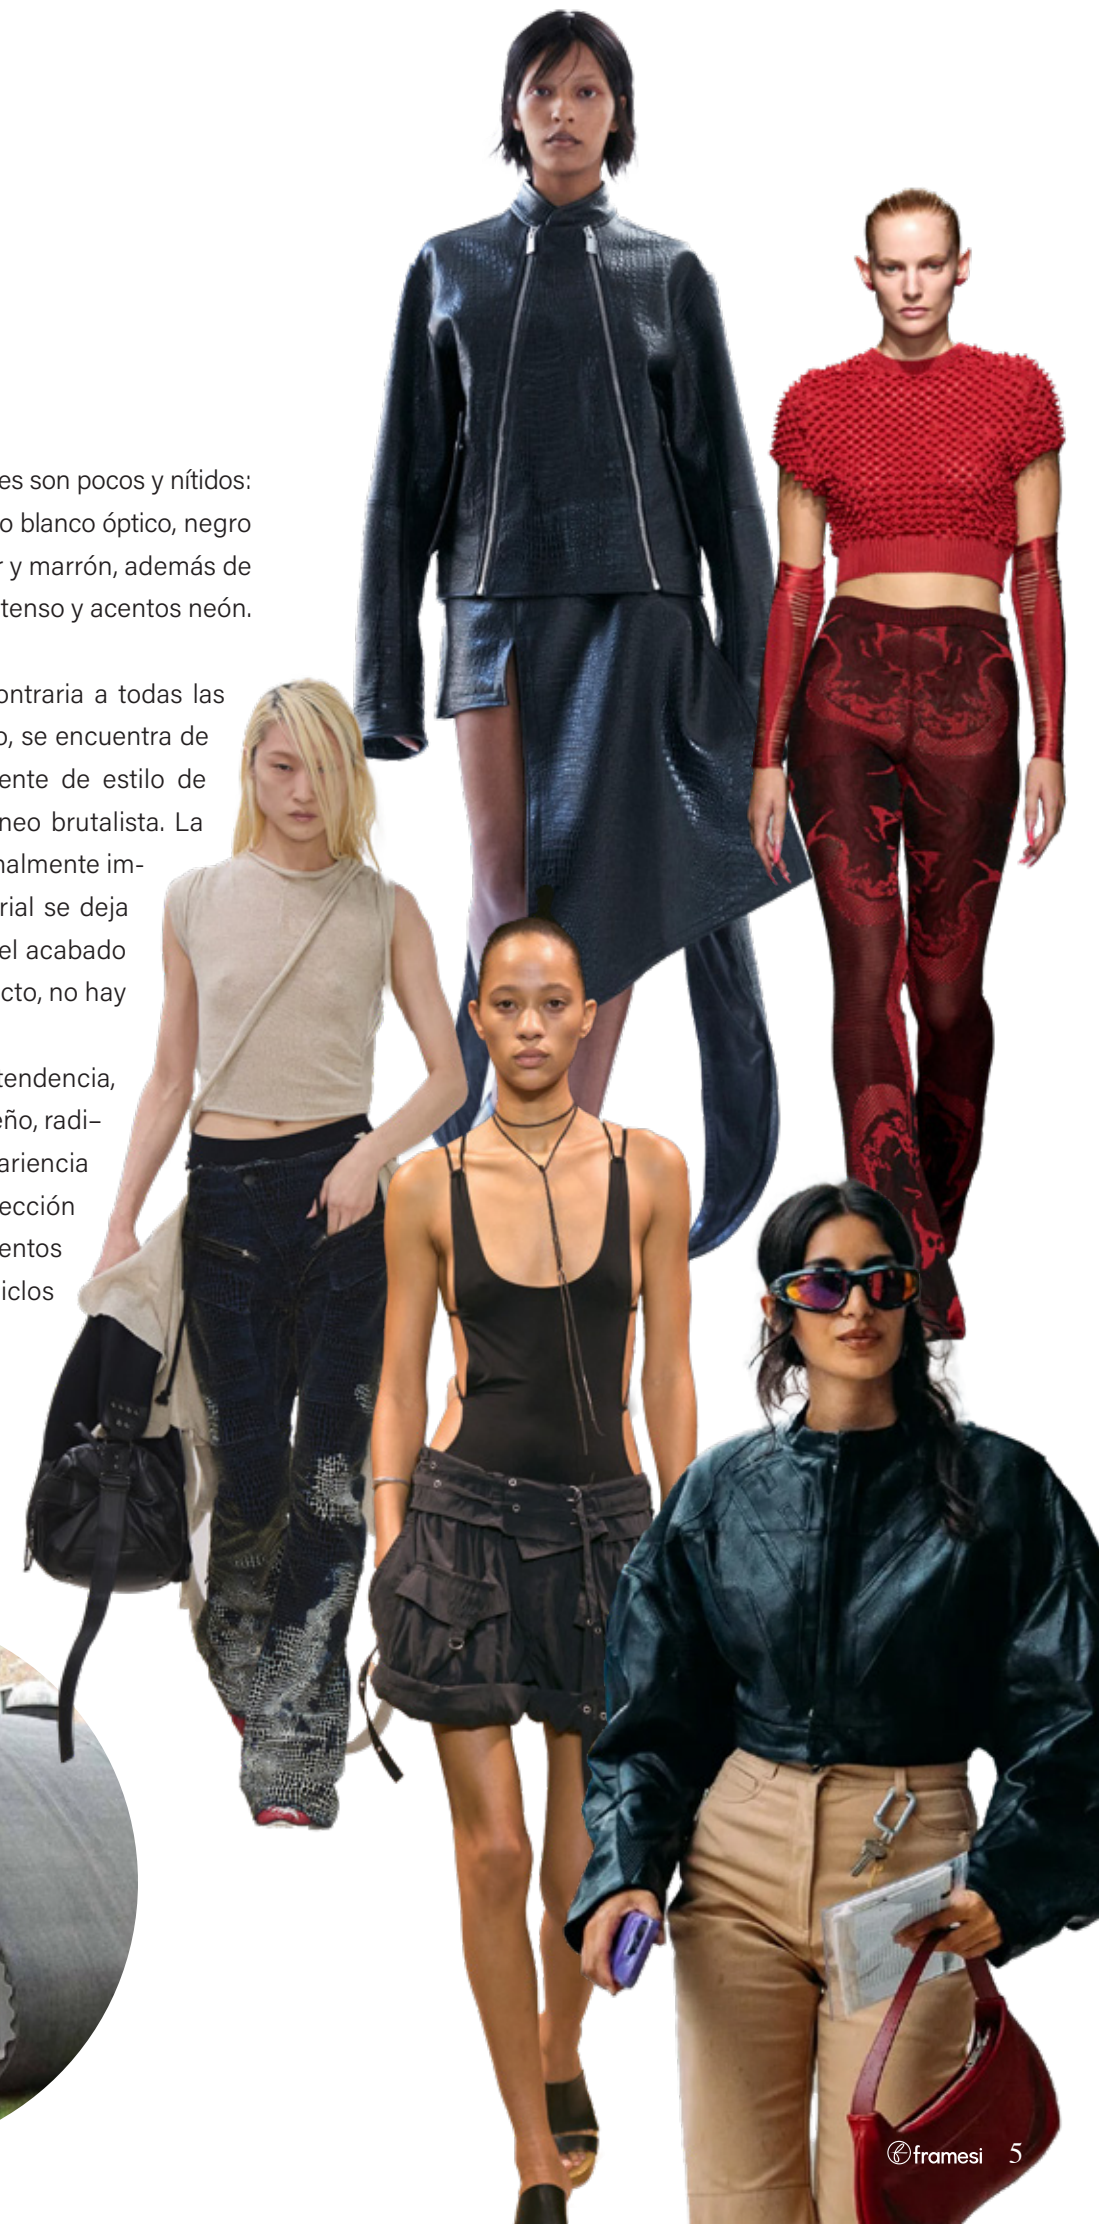 es son pocos y nítidos:
o blanco óptico, negro
r y marrón, además de
tenso y acentos neón.
ontraria a todas las
o, se encuentra de
ente de estilo de
neo brutalista. La
nalmente im-
rial se deja
el acabado
cto, no hay
tendencia,
eño, radi–
ariencia
ección
entos
iclos
framesi 5